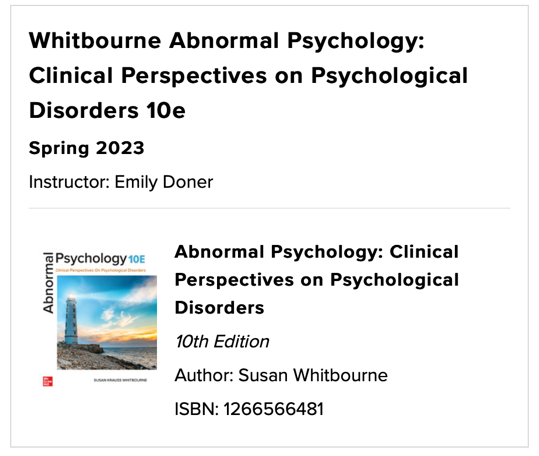 Whitbourne Abnormal Psychology:
Clinical Perspectives on Psychological
Disorders 10e
Spring 2023
Instructor: Emily Doner
Abnormal
Psychology 10E
Clinical Perspectives On Psychological Disorders
SUSAN KRAUSS WHITBOURNE
Abnormal Psychology: Clinical
Perspectives on Psychological
Disorders
10th Edition
Author: Susan Whitbourne
ISBN: 1266566481